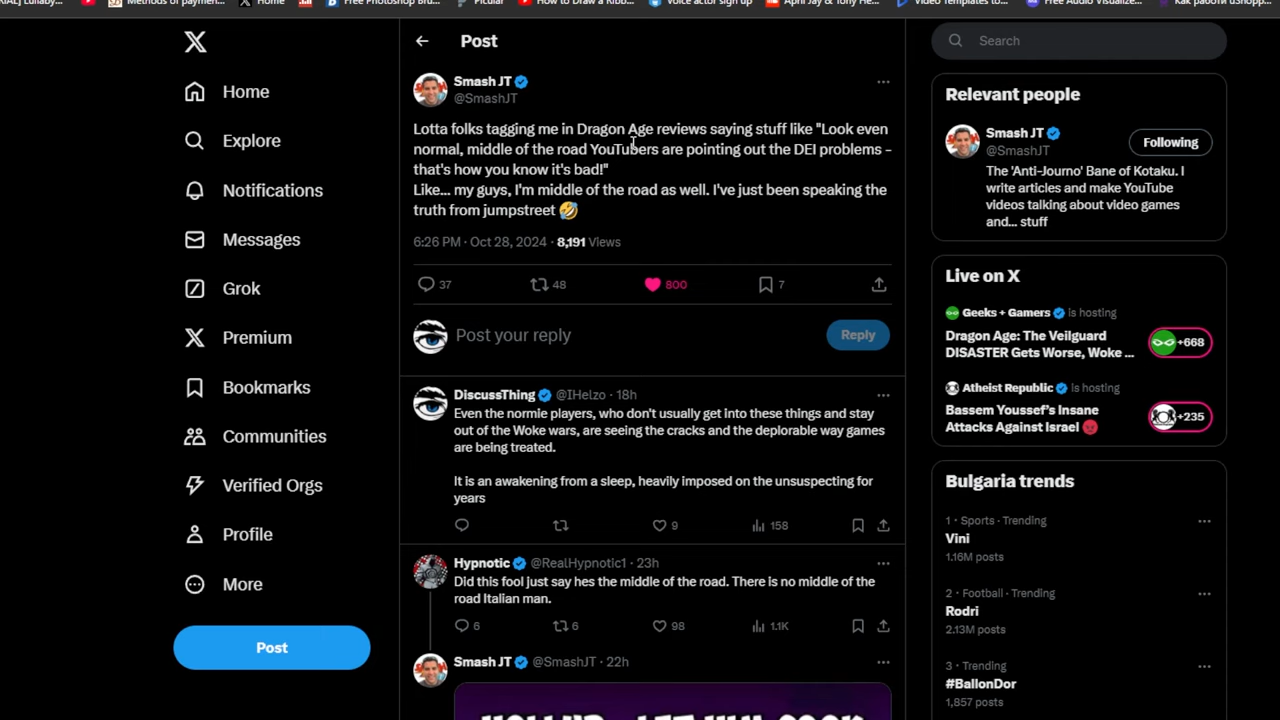 Methods of paymen...
Home
Free Photoshop Bru...
Picular
How to Draw a Ribb...
Voice actor sign up
April Jay & Tony He...
Video Templates to...
Free Audio Visualize...
Как работи uShopp...
Post
Search
Home
Explore
Notifications
Messages
Grok
Premium
Bookmarks
Communities
Verified Orgs
Profile
More
Post
Smash JT
@SmashJT
Lotta folks tagging me in Dragon Age reviews saying stuff like "Look even
normal, middle of the road YouTubers are pointing out the DEI problems -
that's how you know it's bad!"
Like... my guys, I'm middle of the road as well. I've just been speaking the
truth from jumpstreet 🤣
6:26 PM · Oct 28, 2024 · 8,191 Views
37
48
800
7
Post your reply
Reply
DiscussThing @IHelzo · 18h
Even the normie players, who don't usually get into these things and stay
out of the Woke wars, are seeing the cracks and the deplorable way games
are being treated.
It is an awakening from a sleep, heavily imposed on the unsuspecting for
years
9
158
Hypnotic @RealHypnotic1 · 23h
Did this fool just say hes the middle of the road. There is no middle of the
road Italian man.
6
6
98
1.1K
Smash JT @SmashJT · 22h
Relevant people
Smash JT
@SmashJT
Following
The 'Anti-Journo' Bane of Kotaku. I
write articles and make YouTube
videos talking about video games
and... stuff
Live on X
Geeks + Gamers is hosting
Dragon Age: The Veilguard
DISASTER Gets Worse, Woke ...
+668
Atheist Republic is hosting
Bassem Youssef's Insane
Attacks Against Israel 😡
+235
Bulgaria trends
1 · Sports · Trending
Vini
1.16M posts
2 · Football · Trending
Rodri
2.13M posts
3 · Trending
#BallonDor
1,857 posts